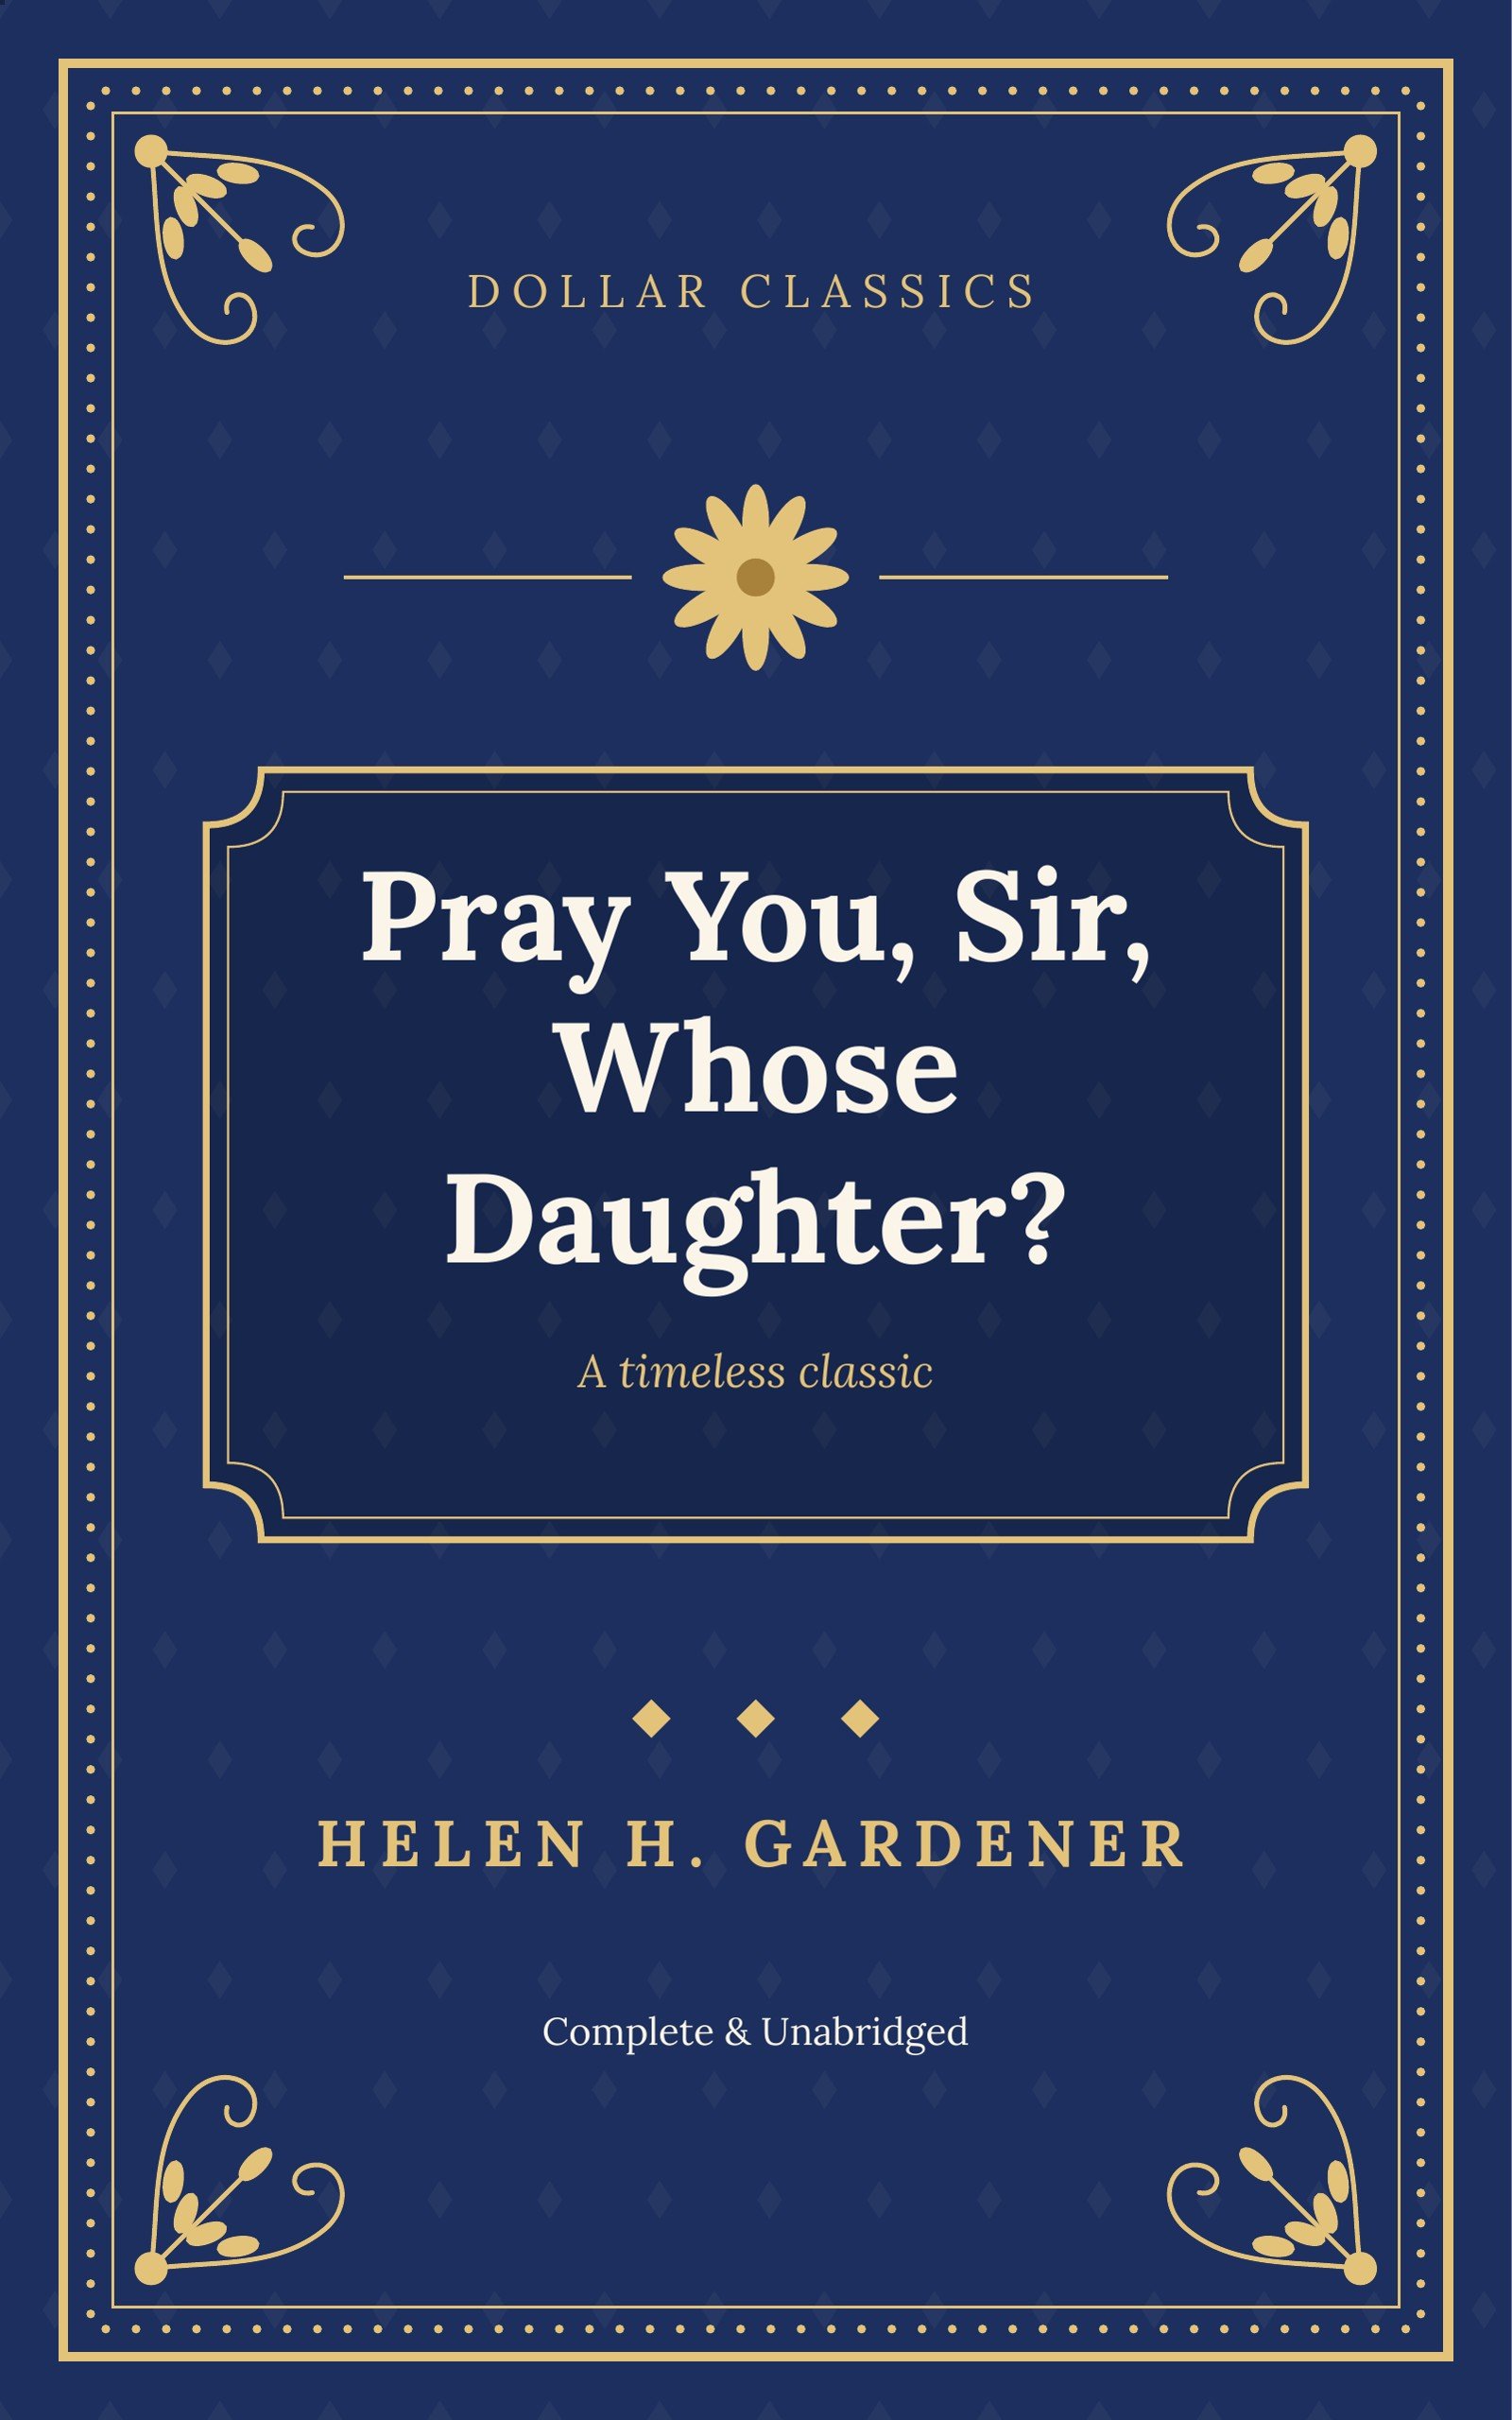 DOLLAR CLASSICS
Pray You, Sir,
Whose
Daughter?
A timeless classic
HELEN H. GARDENER
Complete & Unabridged